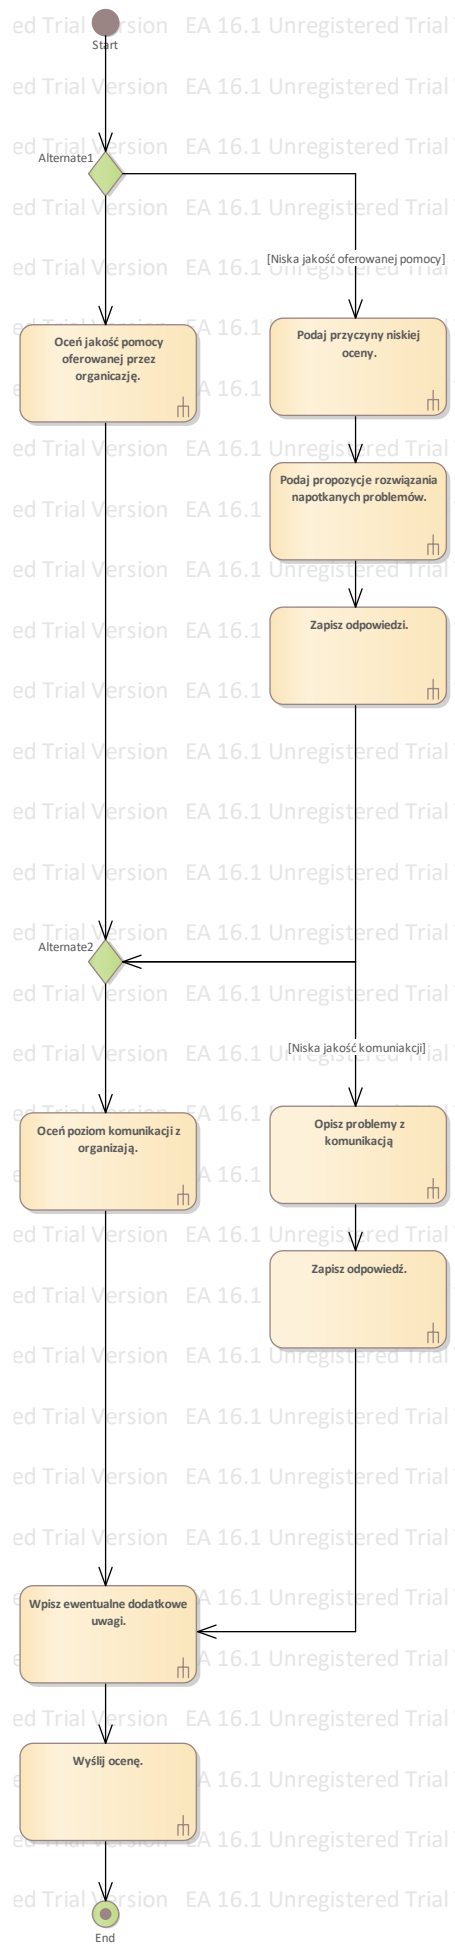 Start
Alternate1
[Niska jakość oferowanej pomocy]
Oceń jakość pomocy
oferowanej przez
organicazję.
Podaj przyczyny niskiej
oceny.
Podaj propozycje rozwiązania
napotkanych problemów.
Zapisz odpowiedzi.
Alternate2
[Niska jakość komuniakcji]
Oceń poziom komunikacji z
organizają.
Opisz problemy z
komunikacją
Zapisz odpowiedź.
Wpisz ewentualne dodatkowe
uwagi.
Wyślij ocenę.
End
ed Trial Version EA 16.1 Unregistered Trial